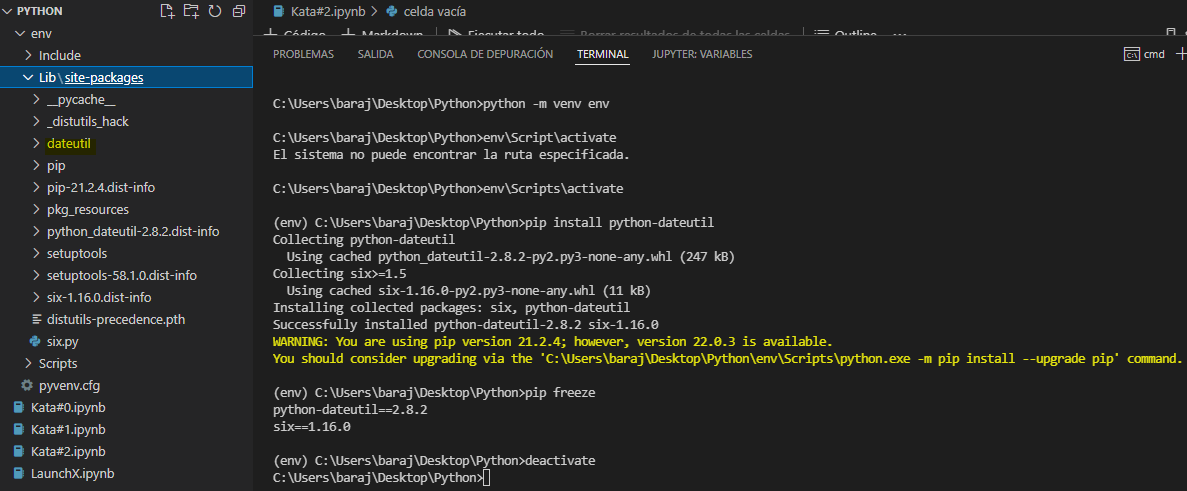 PYTHON
env
Include
Lib\site-packages
__pycache__
_distutils_hack
dateutil
pip
pip-21.2.4.dist-info
pkg_resources
python_dateutil-2.8.2.dist-info
setuptools
setuptools-58.1.0.dist-info
six-1.16.0.dist-info
distutils-precedence.pth
six.py
Scripts
pyvenv.cfg
Kata#0.ipynb
Kata#1.ipynb
Kata#2.ipynb
LaunchX.ipynb
Kata#2.ipynb > celda vacía
+ Código + Markdown Ejecutar todo Borrar resultados de todas las celdas Outline ...
PROBLEMAS SALIDA CONSOLA DE DEPURACIÓN TERMINAL JUPYTER: VARIABLES cmd
C:\Users\baraj\Desktop\Python>python -m venv env
C:\Users\baraj\Desktop\Python>env\Script\activate
El sistema no puede encontrar la ruta especificada.
C:\Users\baraj\Desktop\Python>env\Scripts\activate
(env) C:\Users\baraj\Desktop\Python>pip install python-dateutil
Collecting python-dateutil
  Using cached python_dateutil-2.8.2-py2.py3-none-any.whl (247 kB)
Collecting six>=1.5
  Using cached six-1.16.0-py2.py3-none-any.whl (11 kB)
Installing collected packages: six, python-dateutil
Successfully installed python-dateutil-2.8.2 six-1.16.0
WARNING: You are using pip version 21.2.4; however, version 22.0.3 is available.
You should consider upgrading via the 'C:\Users\baraj\Desktop\Python\env\Scripts\python.exe -m pip install --upgrade pip' command.
(env) C:\Users\baraj\Desktop\Python>pip freeze
python-dateutil==2.8.2
six==1.16.0
(env) C:\Users\baraj\Desktop\Python>deactivate
C:\Users\baraj\Desktop\Python>